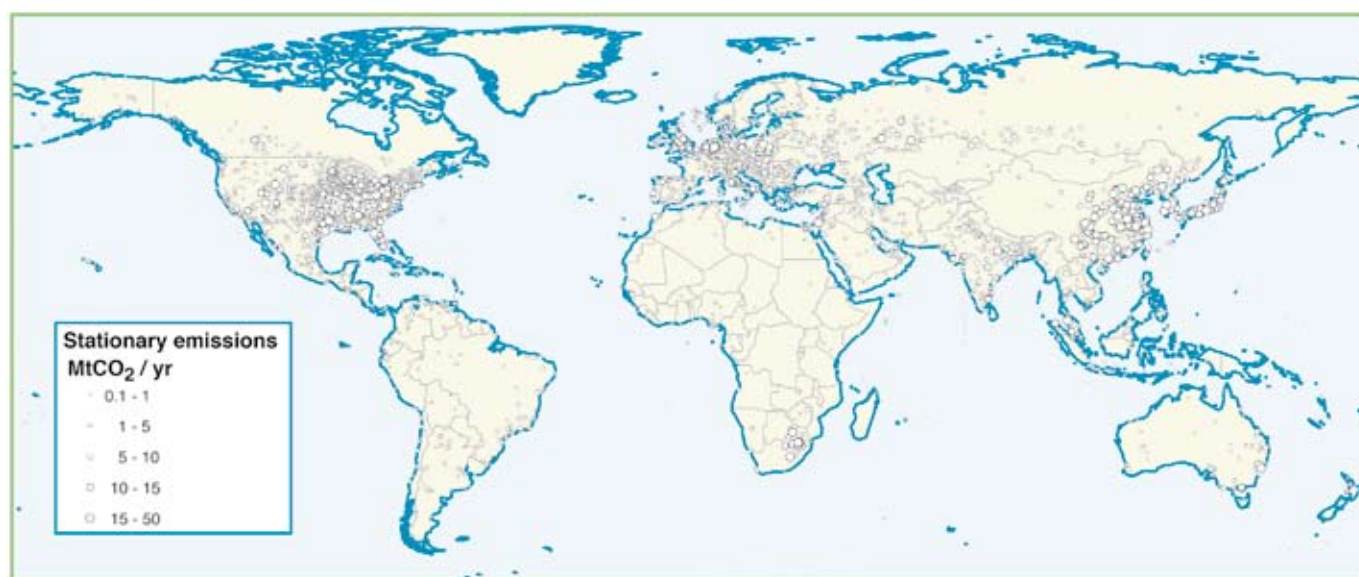 Stationary emissions
MtCO₂ / yr
0.1 - 1
1 - 5
5 - 10
10 - 15
15 - 50